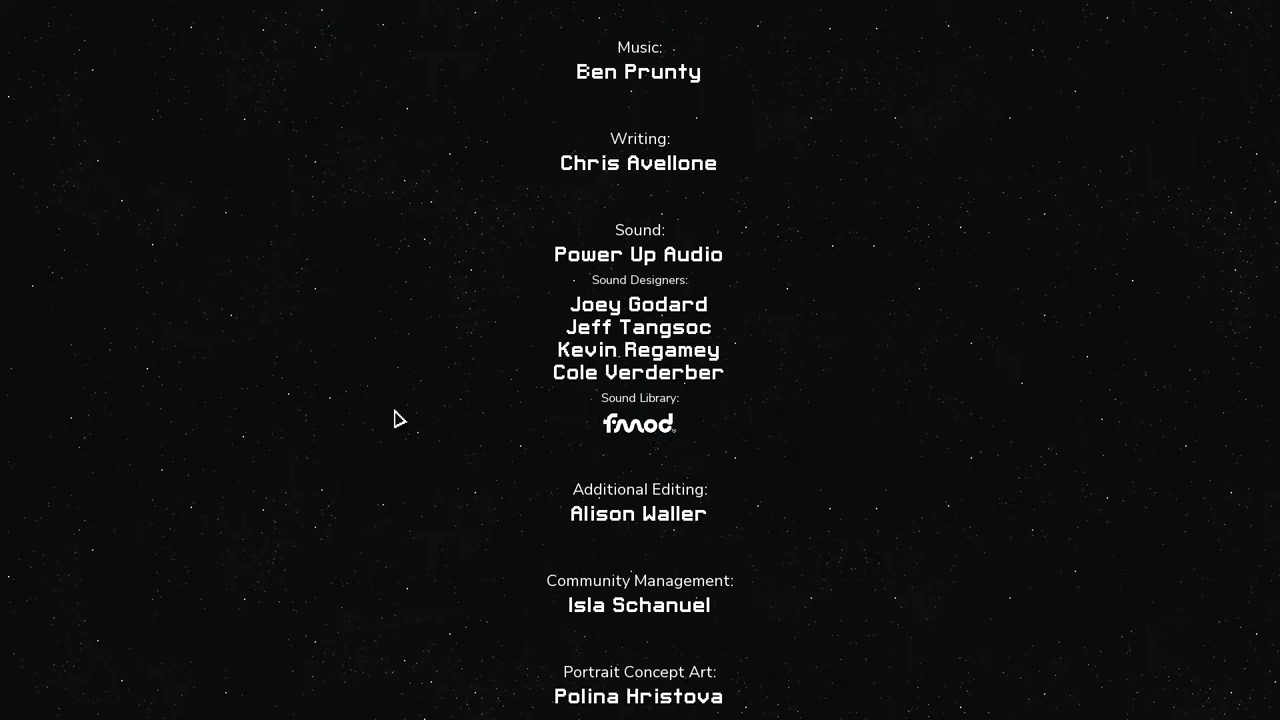 Music:
Ben Prunty
Writing:
Chris Avellone
Sound:
Power Up Audio
Sound Designers:
Joey Godard
Jeff Tangsoc
Kevin Regamey
Cole Verderber
Sound Library:
fmod
Additional Editing:
Alison Waller
Community Management:
Isla Schanuel
Portrait Concept Art:
Polina Hristova